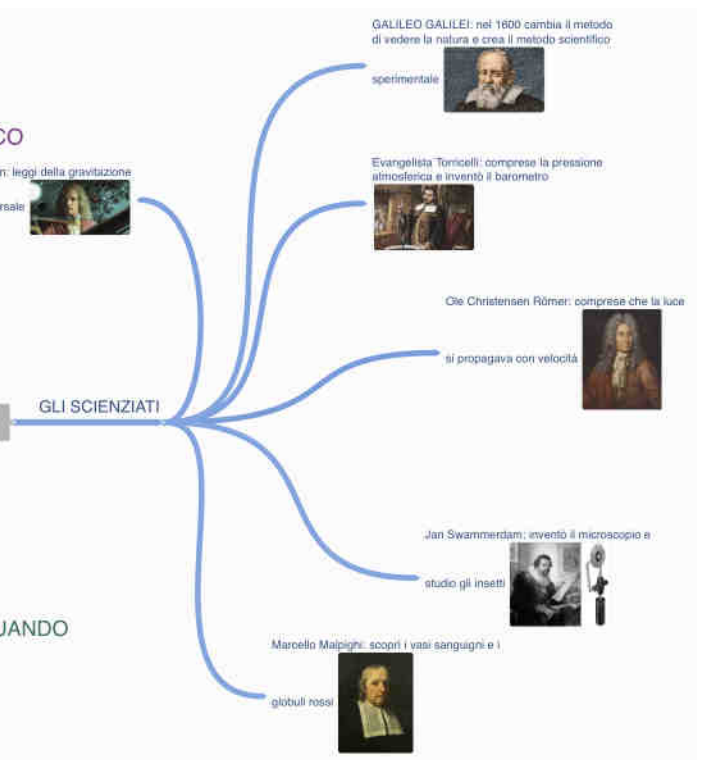 GALILEO GALILEI: nel 1600 cambia il metodo
di vedere la natura e crea il metodo scientifico
sperimentale
CO
n: leggi della gravitazione
rsale
Evangelista Torricelli: comprese la pressione
atmosferica e inventò il barometro
Ole Christensen Römer: comprese che la luce
si propagava con velocità
GLI SCIENZIATI
Jan Swammerdam: inventò il microscopio e
studio gli insetti
UANDO
Marcello Malpighi: scoprì i vasi sanguigni e i
globuli rossi